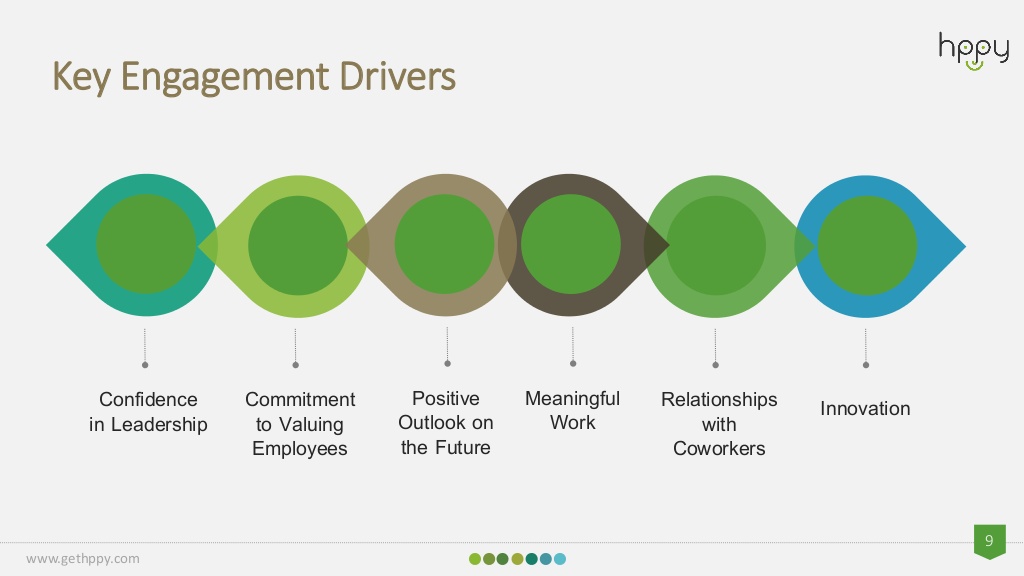 hppy
Key Engagement Drivers
Confidence
in Leadership
Commitment
to Valuing
Employees
Positive
Outlook on
the Future
Meaningful
Work
Relationships
with
Coworkers
Innovation
www.gethppy.com
9